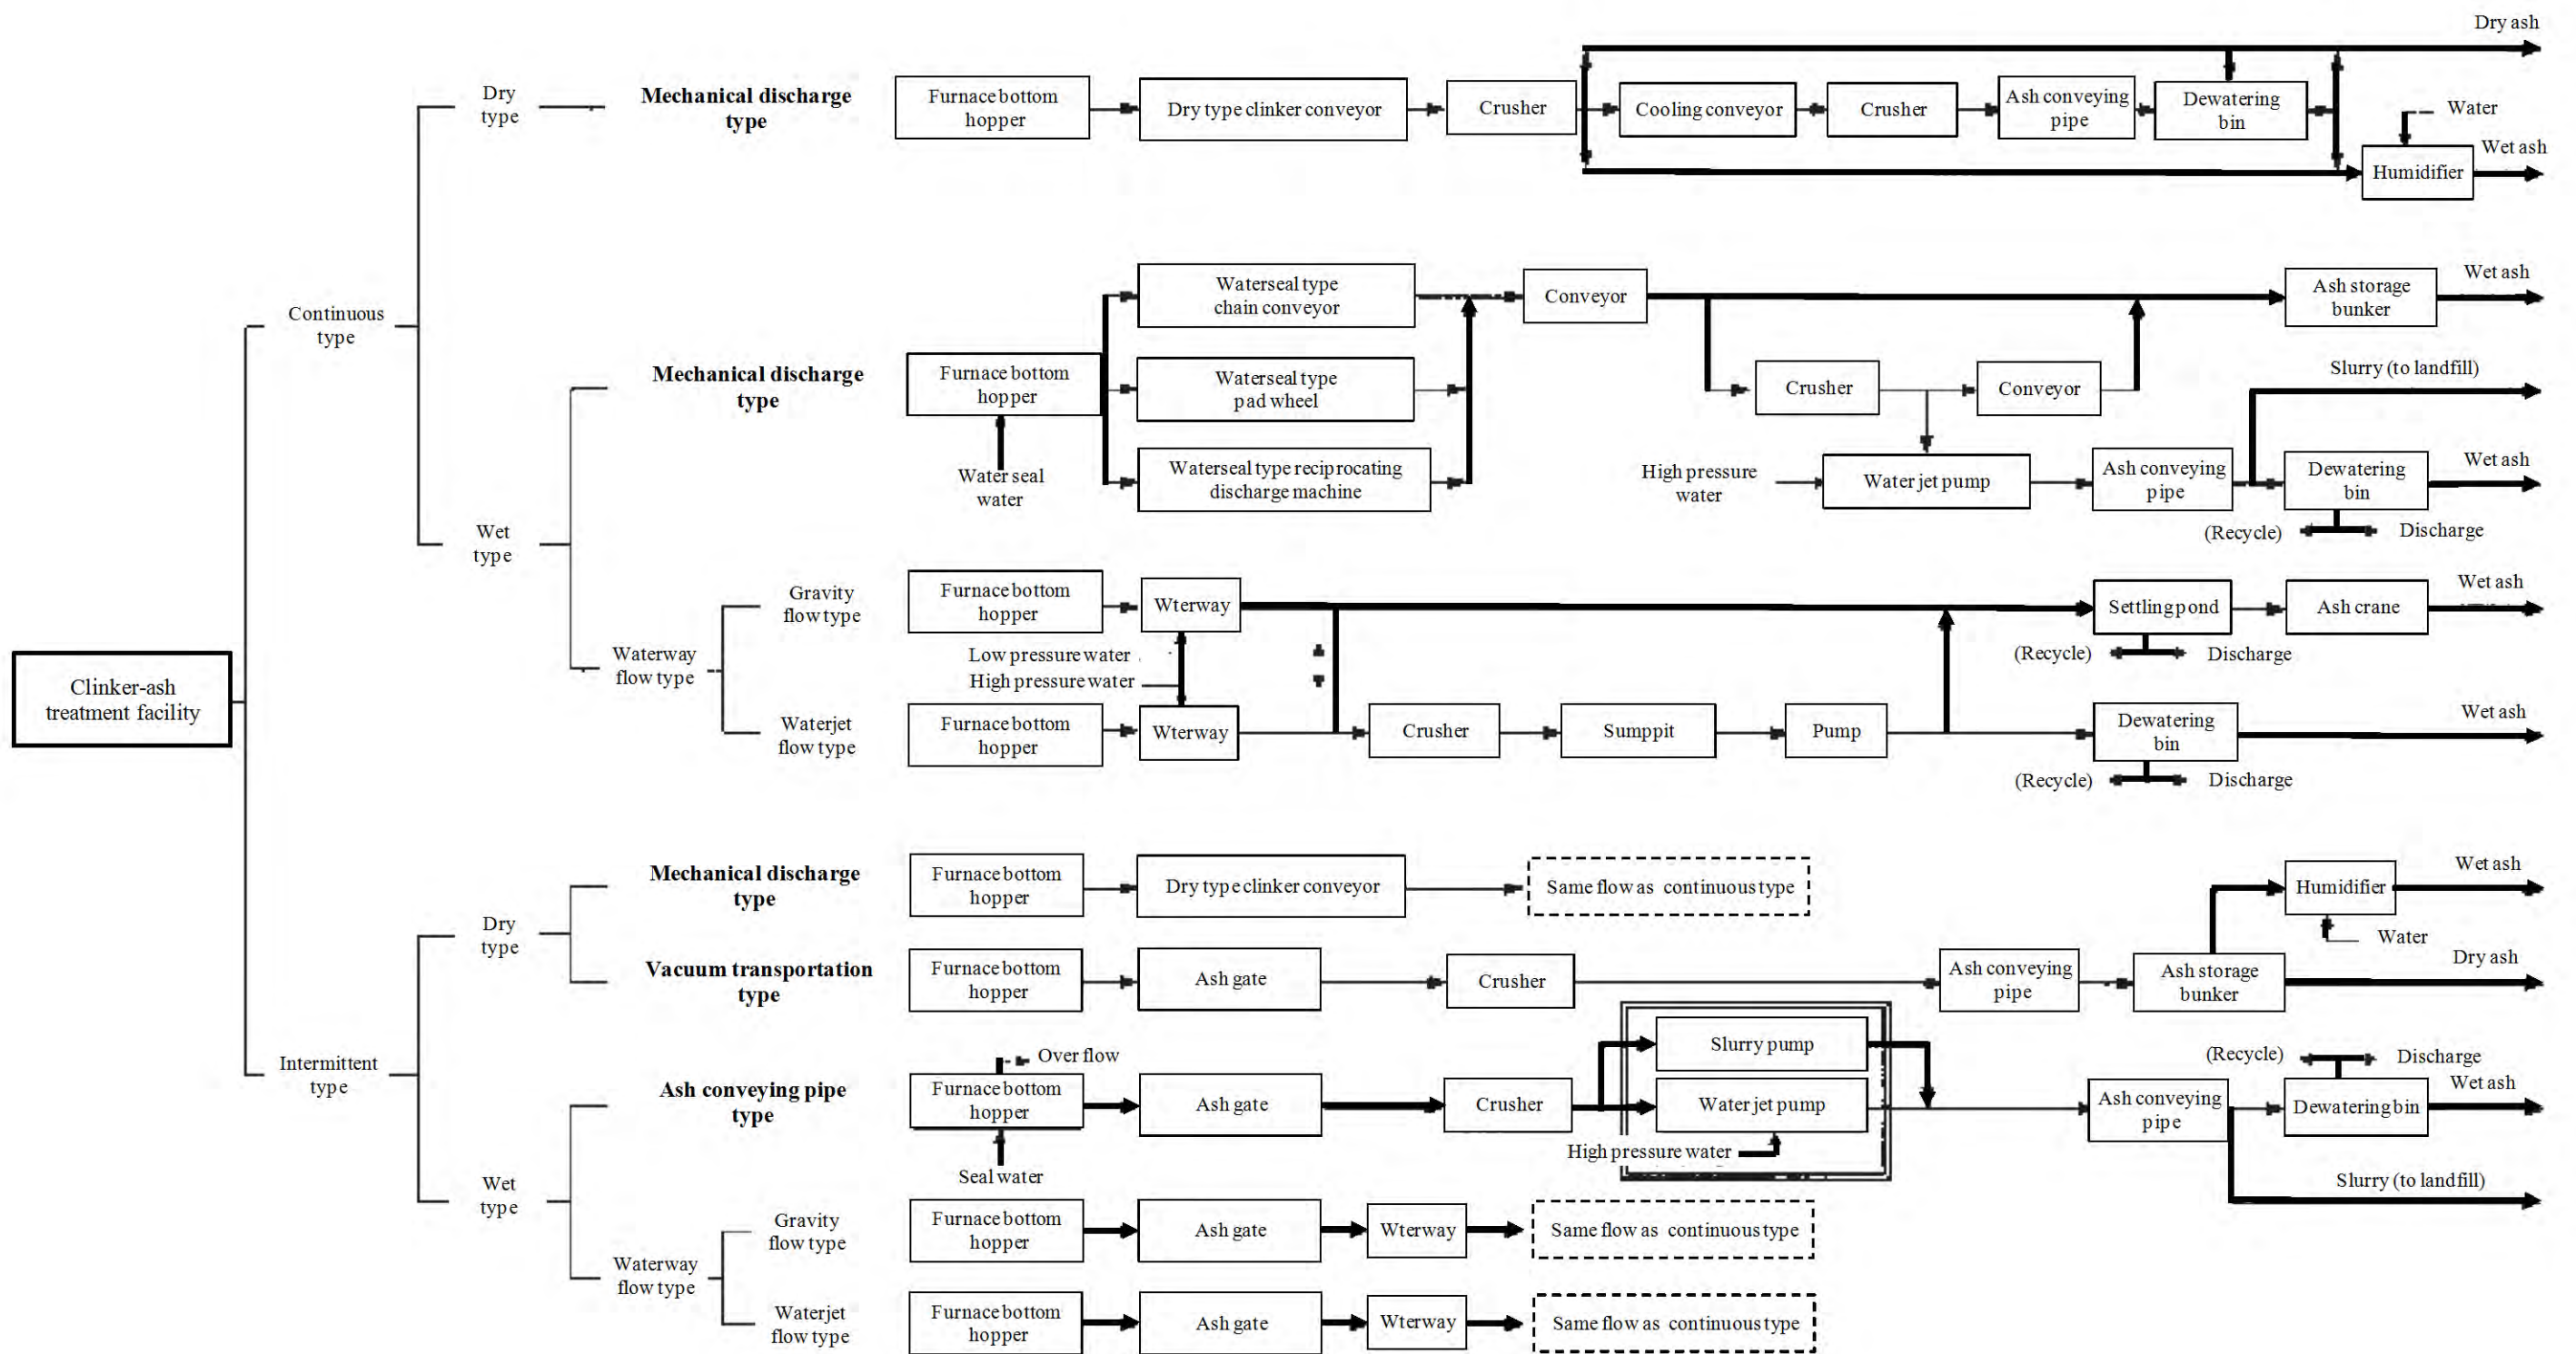 Dry ash
Dry
type
Mechanical discharge
type
Furnace bottom
hopper
Dry type clinker conveyor
Crusher
Cooling conveyor
Crusher
Ash conveying
pipe
Dewatering
bin
Water
Wet ash
Humidifier
Continuous
type
Waterseal type
chain conveyor
Conveyor
Ash storage
bunker
Wet ash
Mechanical discharge
type
Furnace bottom
hopper
Waterseal type
pad wheel
Crusher
Conveyor
Slurry (to landfill)
Water seal
water
Waterseal type reciprocating
discharge machine
High pressure
water
Water jet pump
Ash conveying
pipe
Dewatering
bin
Wet ash
(Recycle)
Discharge
Wet
type
Gravity
flow type
Furnace bottom
hopper
Wterway
Settling pond
Ash crane
Wet ash
(Recycle)
Discharge
Waterway
flow type
Low pressure water
High pressure water
Clinker-ash
treatment facility
Waterjet
flow type
Furnace bottom
hopper
Wterway
Crusher
Sumppit
Pump
Dewatering
bin
Wet ash
(Recycle)
Discharge
Mechanical discharge
type
Furnace bottom
hopper
Dry type clinker conveyor
Same flow as continuous type
Humidifier
Wet ash
Water
Dry
type
Vacuum transportation
type
Furnace bottom
hopper
Ash gate
Crusher
Ash conveying
pipe
Ash storage
bunker
Dry ash
Intermittent
type
Over flow
Slurry pump
(Recycle)
Discharge
Ash conveying pipe
type
Furnace bottom
hopper
Ash gate
Crusher
Water jet pump
Ash conveying
pipe
Dewatering bin
Wet ash
High pressure water
Seal water
Slurry (to landfill)
Wet
type
Gravity
flow type
Furnace bottom
hopper
Ash gate
Wterway
Same flow as continuous type
Waterway
flow type
Waterjet
flow type
Furnace bottom
hopper
Ash gate
Wterway
Same flow as continuous type